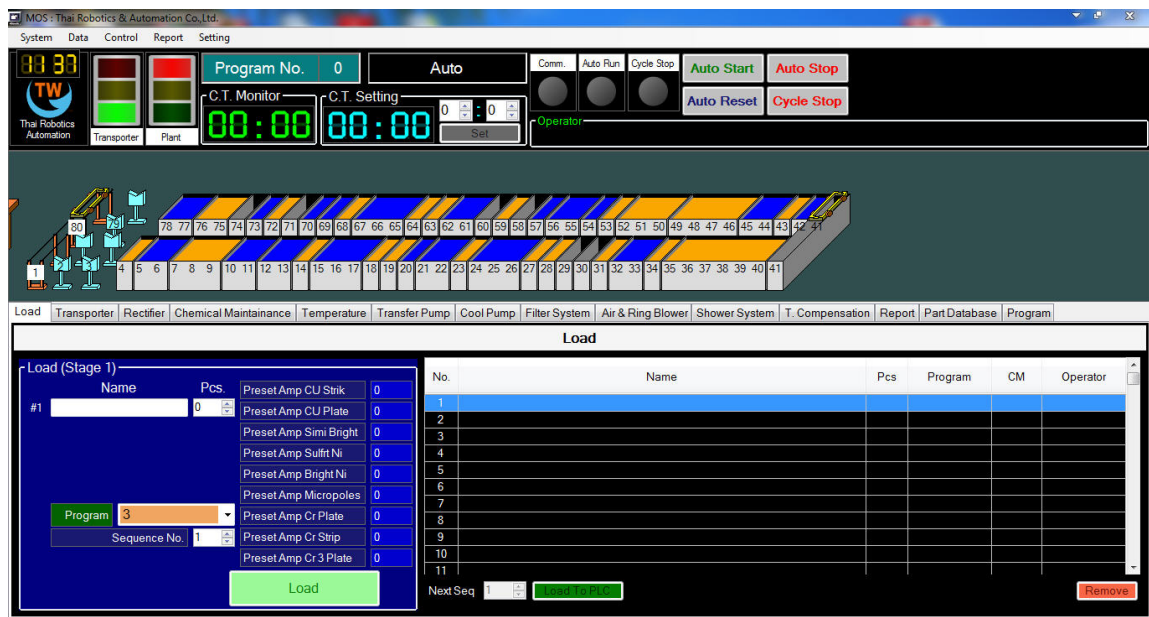 MOS : Thai Robotics & Automation Co.,Ltd.
System Data Control Report Setting
11 37
TW
Thai Robotics
Automation
Transporter Plant
Program No. 0 Auto
C.T. Monitor C.T. Setting
00:00 00:00 0 : 0
Set
Comm. Auto Run Cycle Stop
Auto Start Auto Stop
Auto Reset Cycle Stop
Operator
80 79 78 77 76 75 74 73 72 71 70 69 68 67 66 65 64 63 62 61 60 59 58 57 56 55 54 53 52 51 50 49 48 47 46 45 44 43 42 41
1 2 3 4 5 6 7 8 9 10 11 12 13 14 15 16 17 18 19 20 21 22 23 24 25 26 27 28 29 30 31 32 33 34 35 36 37 38 39 40 41
Load Transporter Rectifier Chemical Maintainance Temperature Transfer Pump Cool Pump Filter System Air & Ring Blower Shower System T. Compensation Report Part Database Program
Load
Load (Stage 1)
Name Pcs.
#1 0
Preset Amp CU Strik 0
Preset Amp CU Plate 0
Preset Amp Simi Bright 0
Preset Amp Sulfrt Ni 0
Preset Amp Bright Ni 0
Preset Amp Micropoles 0
Program 3 Preset Amp Cr Plate 0
Sequence No. 1 Preset Amp Cr Strip 0
Preset Amp Cr 3 Plate 0
Load
No. Name Pcs Program CM Operator
1
2
3
4
5
6
7
8
9
10
11
Next Seq 1 Load To PLC Remove